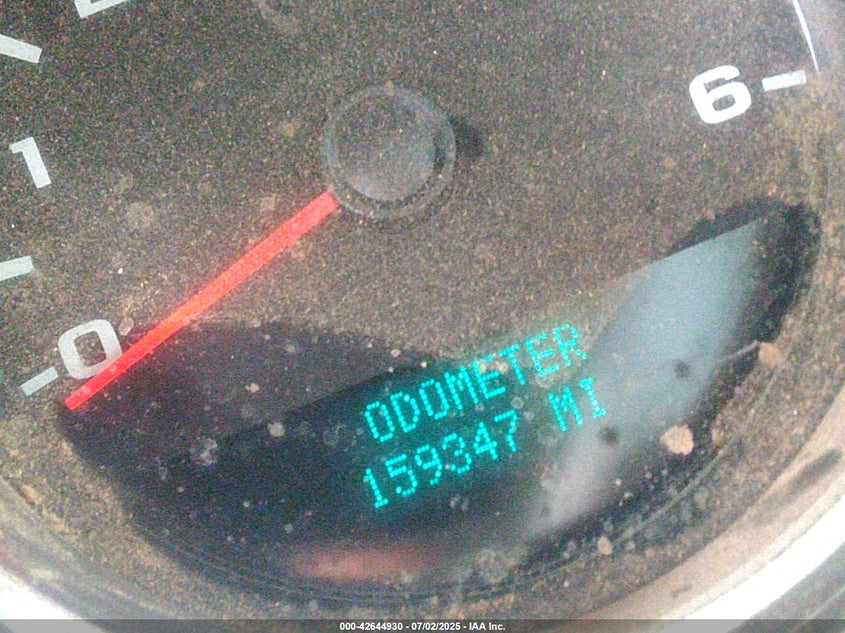 1
6
0
ODOMETER
159347 MI
000-42644930 - 07/02/2025 - IAA Inc.